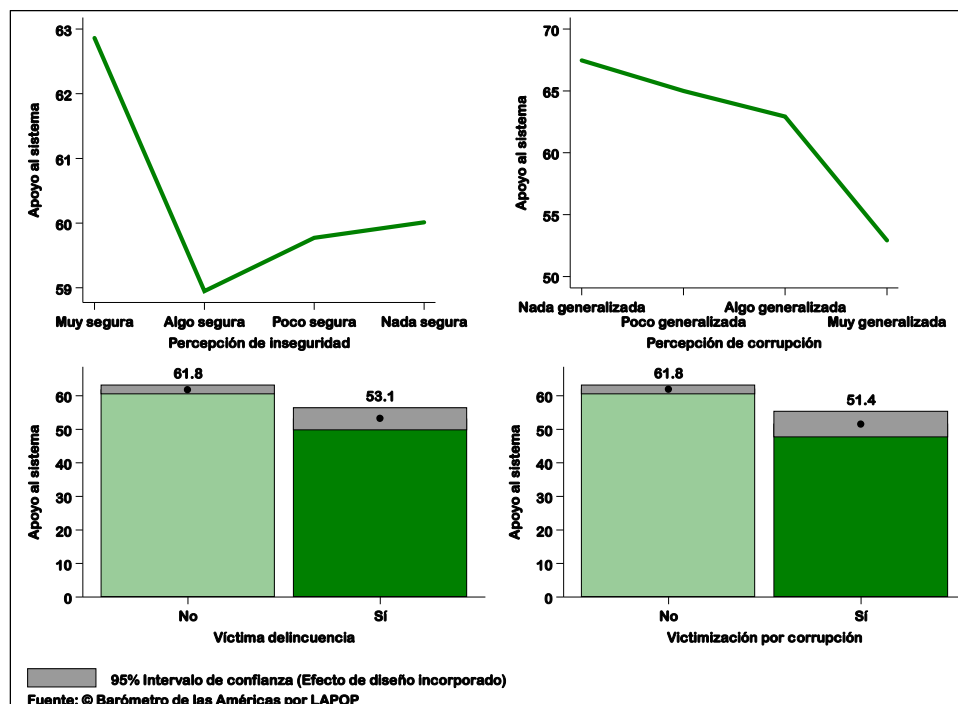 Apoyo al sistema
63
62
61
60
59
Muy segura Algo segura Poco segura Nada segura
Percepción de inseguridad
Apoyo al sistema
70
65
60
55
50
Nada generalizada Algo generalizada
Poco generalizada Muy generalizada
Percepción de corrupción
Apoyo al sistema
60
50
40
30
20
10
0
61.8
53.1
No Sí
Víctima delincuencia
Apoyo al sistema
60
50
40
30
20
10
0
61.8
51.4
No Sí
Victimización por corrupción
95% Intervalo de confianza (Efecto de diseño incorporado)
Fuente: © Barómetro de las Américas por LAPOP